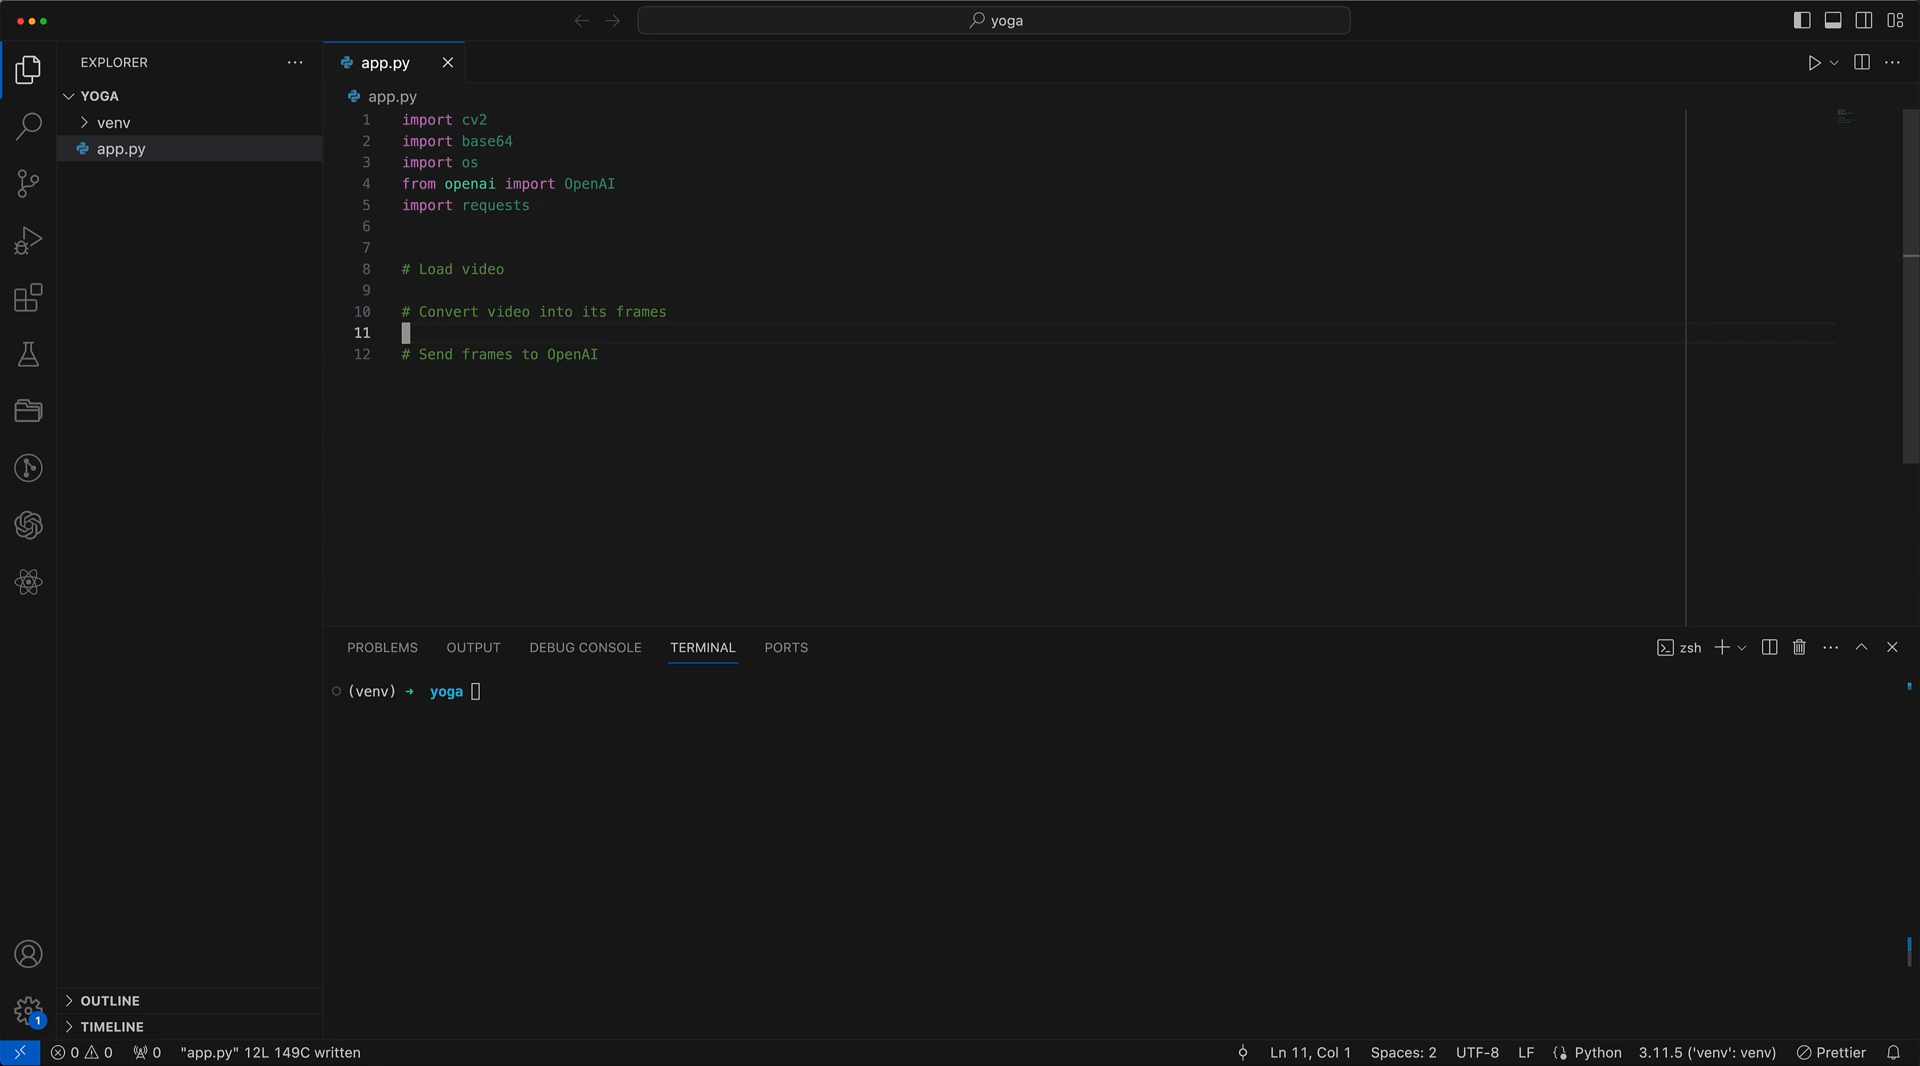 yoga
EXPLORER
YOGA
venv
app.py
app.py
app.py
1 import cv2
2 import base64
3 import os
4 from openai import OpenAI
5 import requests
6
7
8 # Load video
9
10 # Convert video into its frames
11
12 # Send frames to OpenAI
PROBLEMS OUTPUT DEBUG CONSOLE TERMINAL PORTS
zsh
(venv) ➜ yoga
OUTLINE
TIMELINE
1
0 0 0 "app.py" 12L 149C written
Ln 11, Col 1 Spaces: 2 UTF-8 LF Python 3.11.5 ('venv': venv) Prettier